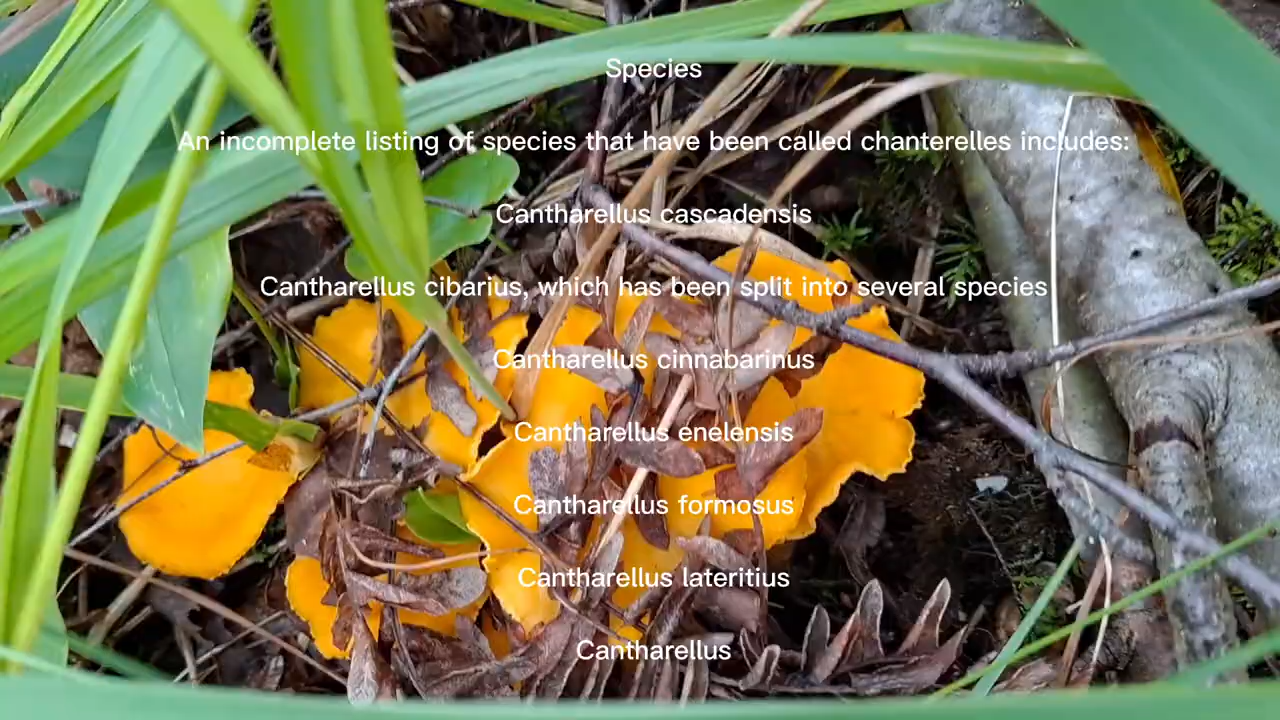 Species
An incomplete listing of species that have been called chanterelles includes:
Cantharellus cascadensis
Cantharellus cibarius, which has been split into several species
Cantharellus cinnabarinus
Cantharellus enelensis
Cantharellus formosus
Cantharellus lateritius
Cantharellus